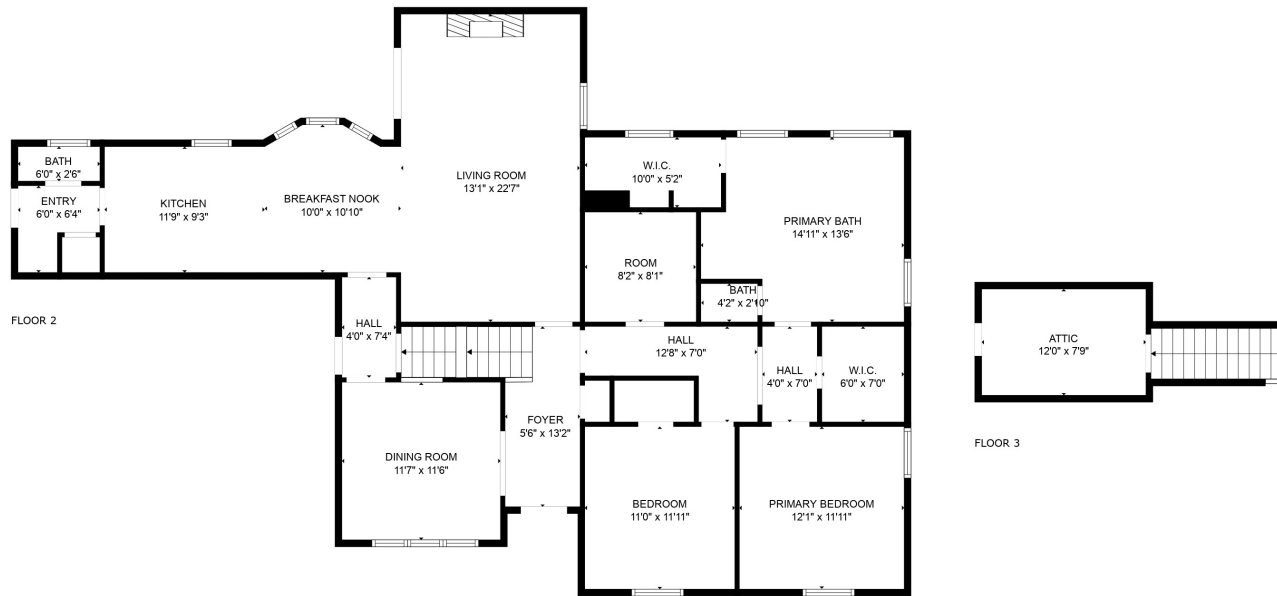 BATH
6'0" x 2'6"
ENTRY
6'0" x 6'4"
KITCHEN
11'9" x 9'3"
BREAKFAST NOOK
10'0" x 10'10"
LIVING ROOM
13'1" x 22'7"
W.I.C.
10'0" x 5'2"
PRIMARY BATH
14'11" x 13'6"
ROOM
8'2" x 8'1"
BATH
4'2" x 2'10"
FLOOR 2
HALL
4'0" x 7'4"
HALL
12'8" x 7'0"
HALL
4'0" x 7'0"
W.I.C.
6'0" x 7'0"
FOYER
5'6" x 13'2"
DINING ROOM
11'7" x 11'6"
BEDROOM
11'0" x 11'11"
PRIMARY BEDROOM
12'1" x 11'11"
ATTIC
12'0" x 7'9"
FLOOR 3